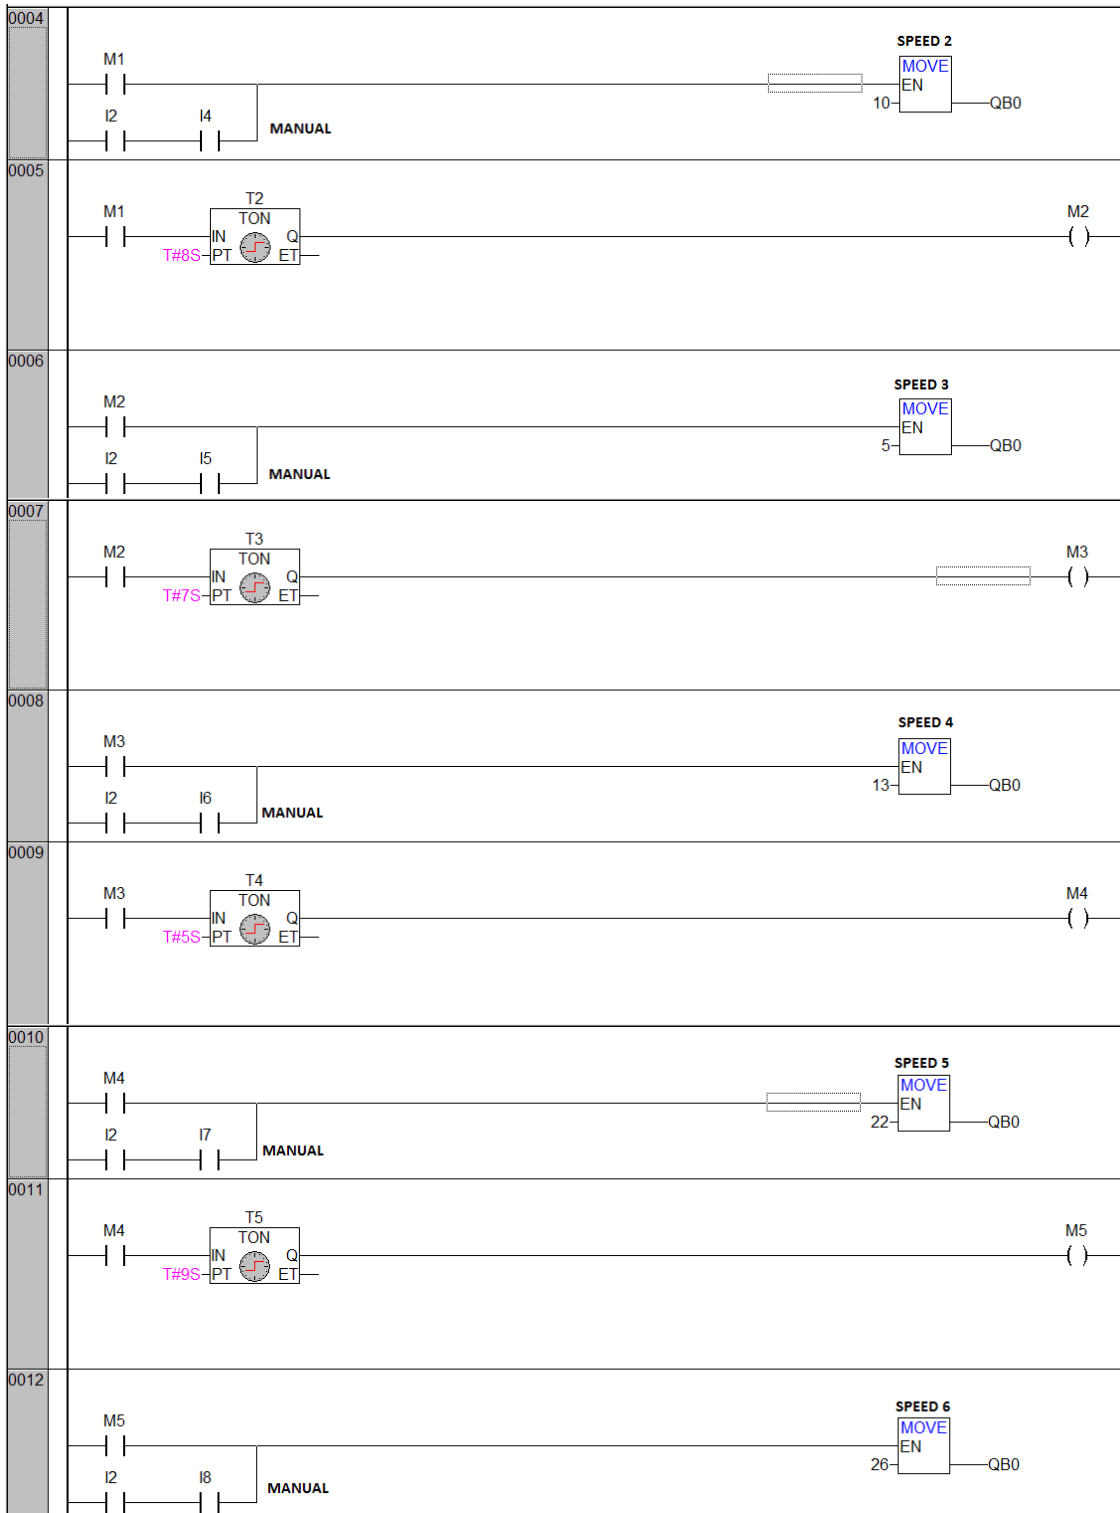 0004
SPEED 2
M1
MOVE
EN
10
QB0
I2 I4
MANUAL
0005
T2
M1
TON
M2
IN Q
T#8S PT ET
0006
SPEED 3
M2
MOVE
EN
5
QB0
I2 I5
MANUAL
0007
T3
M2
TON
M3
IN Q
T#7S PT ET
0008
SPEED 4
M3
MOVE
EN
13
QB0
I2 I6
MANUAL
0009
T4
M3
TON
M4
IN Q
T#5S PT ET
0010
SPEED 5
M4
MOVE
EN
22
QB0
I2 I7
MANUAL
0011
T5
M4
TON
M5
IN Q
T#9S PT ET
0012
SPEED 6
M5
MOVE
EN
26
QB0
I2 I8
MANUAL